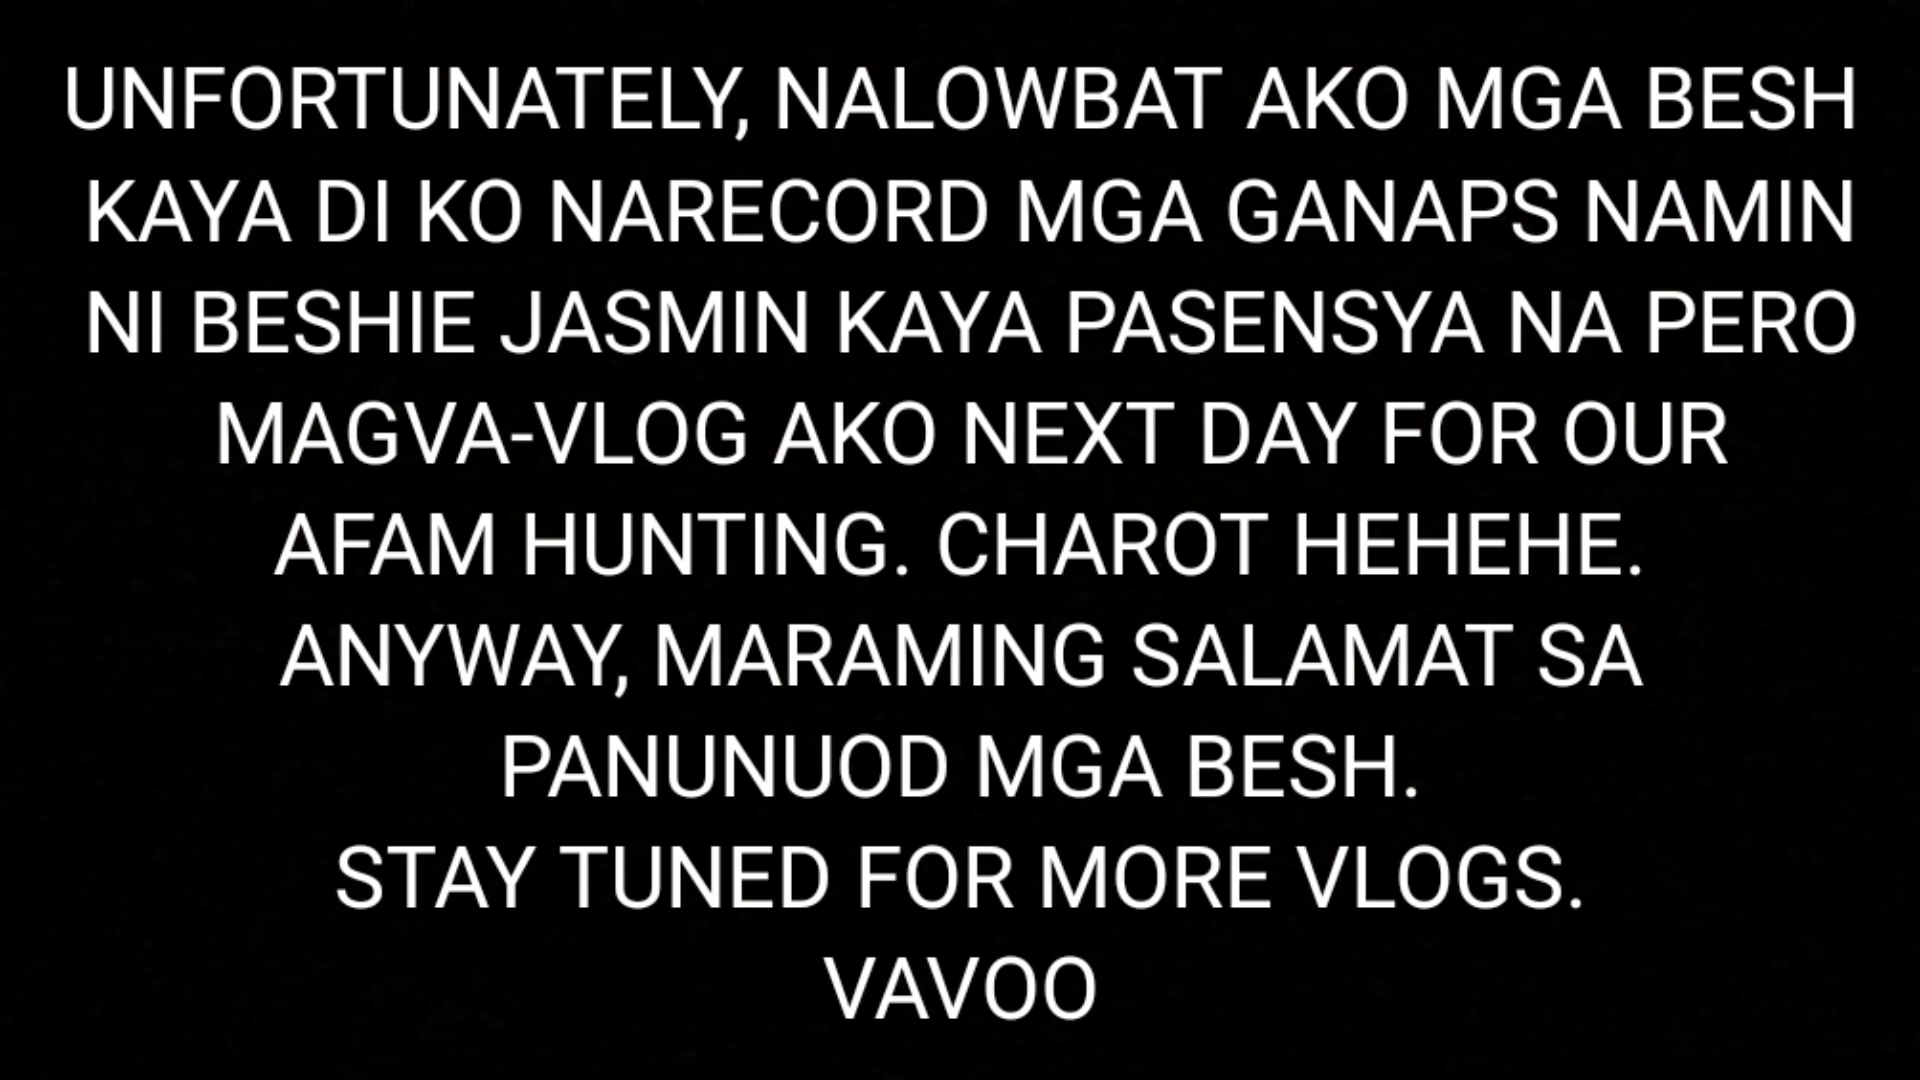 UNFORTUNATELY, NALOWBAT AKO MGA BESH
KAYA DI KO NARECORD MGA GANAPS NAMIN
NI BESHIE JASMIN KAYA PASENSYA NA PERO
MAGVA-VLOG AKO NEXT DAY FOR OUR
AFAM HUNTING. CHAROT HEHEHE.
ANYWAY, MARAMING SALAMAT SA
PANUNUOD MGA BESH.
STAY TUNED FOR MORE VLOGS.
VAVOO